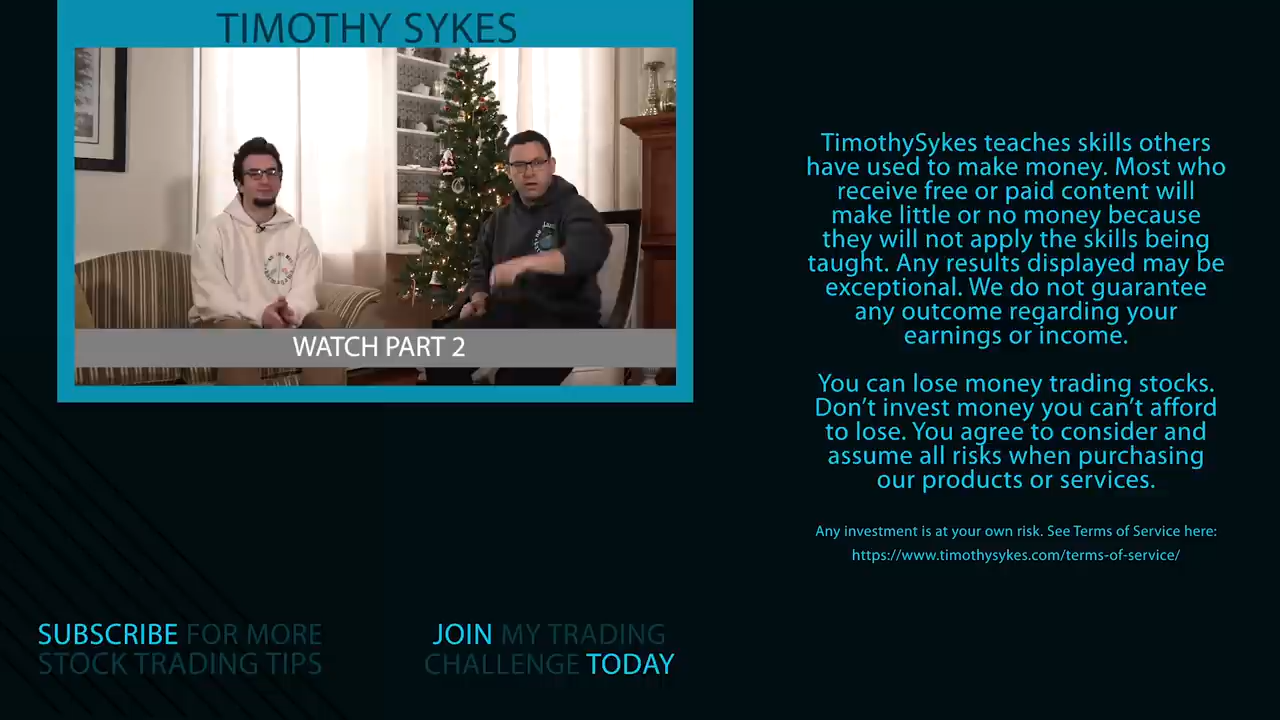 TIMOTHY SYKES
WATCH PART 2
TimothySykes teaches skills others
have used to make money. Most who
receive free or paid content will
make little or no money because
they will not apply the skills being
taught. Any results displayed may be
exceptional. We do not guarantee
any outcome regarding your
earnings or income.
You can lose money trading stocks.
Don't invest money you can't afford
to lose. You agree to consider and
assume all risks when purchasing
our products or services.
Any investment is at your own risk. See Terms of Service here:
https://www.timothysykes.com/terms-of-service/
SUBSCRIBE FOR MORE
STOCK TRADING TIPS
JOIN MY TRADING
CHALLENGE TODAY